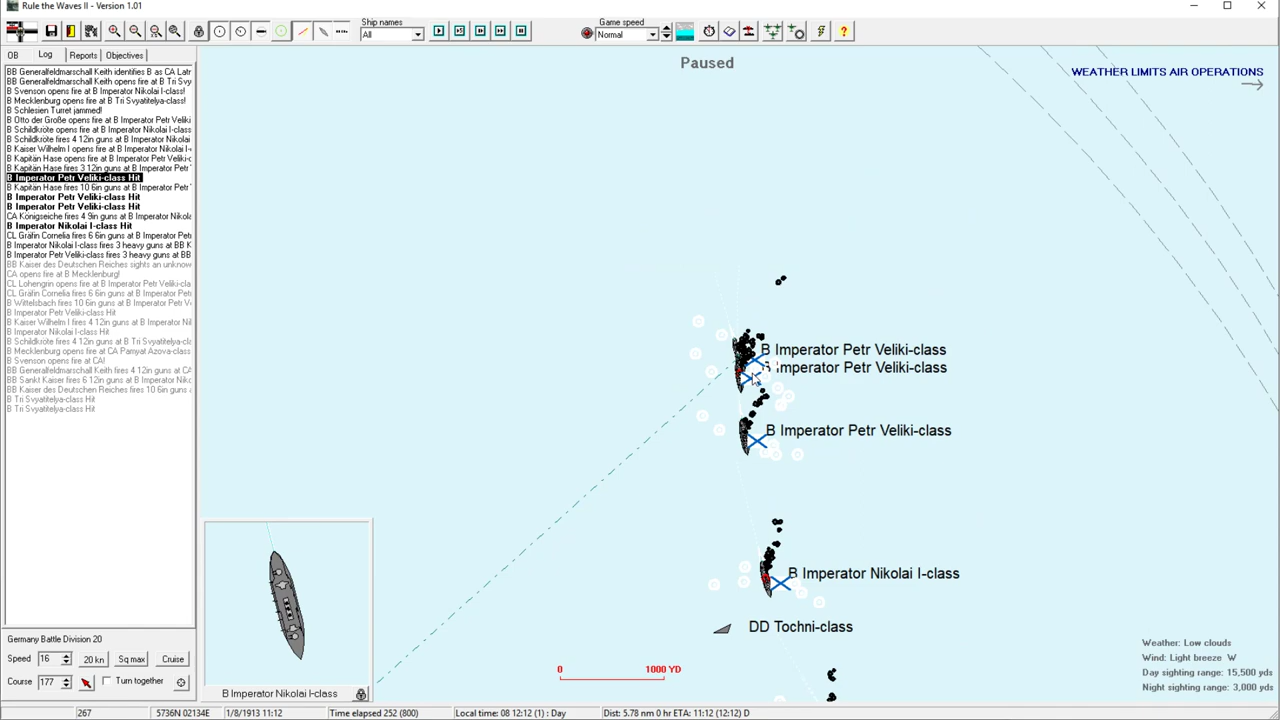 Rule the Waves II - Version 1.01
Ship names
All
Game speed
Normal
OB
Log
Reports
Objectives
Paused
WEATHER LIMITS AIR OPERATIONS
BB Generalfeldmarschall Keith identifies B as CA Latr
BB Generalfeldmarschall Keith opens fire at B Tri Svy
B Svenson opens fire at B Imperator Nikolai I-class!
B Mecklenburg opens fire at B Tri Svyatitelya-class!
B Schlesien Turret jammed!
B Otto der Große opens fire at B Imperator Petr Veliki
B Schildkröte opens fire at B Imperator Nikolai I-class
B Schildkröte fires 4 12in guns at B Imperator Nikolai
B Kaiser Wilhelm I opens fire at B Imperator Nikolai I-
B Kapitän Hase opens fire at B Imperator Petr Veliki-c
B Kapitän Hase fires 3 12in guns at B Imperator Petr
B Imperator Petr Veliki-class Hit
B Kapitän Hase fires 10 6in guns at B Imperator Petr
B Imperator Petr Veliki-class Hit
B Imperator Petr Veliki-class Hit
CA Königseiche fires 4 9in guns at B Imperator Nikola
B Imperator Nikolai I-class Hit
CL Gräfin Cornelia fires 6 6in guns at B Imperator Pet
B Imperator Nikolai I-class fires 3 heavy guns at BB K
B Imperator Petr Veliki-class fires 3 heavy guns at BB
BB Kaiser des Deutschen Reiches sights an unknow
CA opens fire at B Mecklenburg!
CL Lohengrin opens fire at B Imperator Petr Veliki-cla
CL Gräfin Cornelia fires 6 6in guns at B Imperator Pet
B Wittelsbach fires 10 6in guns at B Imperator Petr V
B Imperator Petr Veliki-class Hit
B Kaiser Wilhelm I fires 4 12in guns at B Imperator Nil
B Imperator Nikolai I-class Hit
B Schildkröte fires 4 12in guns at B Tri Svyatitelya-cl
B Mecklenburg opens fire at CA Pamyat Azova-class
B Svenson opens fire at CA!
BB Generalfeldmarschall Keith fires 4 12in guns at CA
BB Sankt Kaiser fires 6 12in guns at B Imperator Nik
BB Kaiser des Deutschen Reiches fires 10 6in guns at
B Tri Svyatitelya-class Hit
B Tri Svyatitelya-class Hit
B Imperator Petr Veliki-class
B Imperator Petr Veliki-class
B Imperator Petr Veliki-class
B Imperator Nikolai I-class
DD Tochni-class
0 1000 YD
Weather: Low clouds
Wind: Light breeze W
Day sighting range: 15,500 yds
Night sighting range: 3,000 yds
Germany Battle Division 20
Speed 16 20 kn Sq max Cruise
Course 177 Turn together
B Imperator Nikolai I-class
267 5736N 02134E 1/8/1913 11:12 Time elapsed 252 (800) Local time: 08 12:12 (1) : Day Dist: 5.78 nm 0 hr ETA: 11:12 (12:12) D